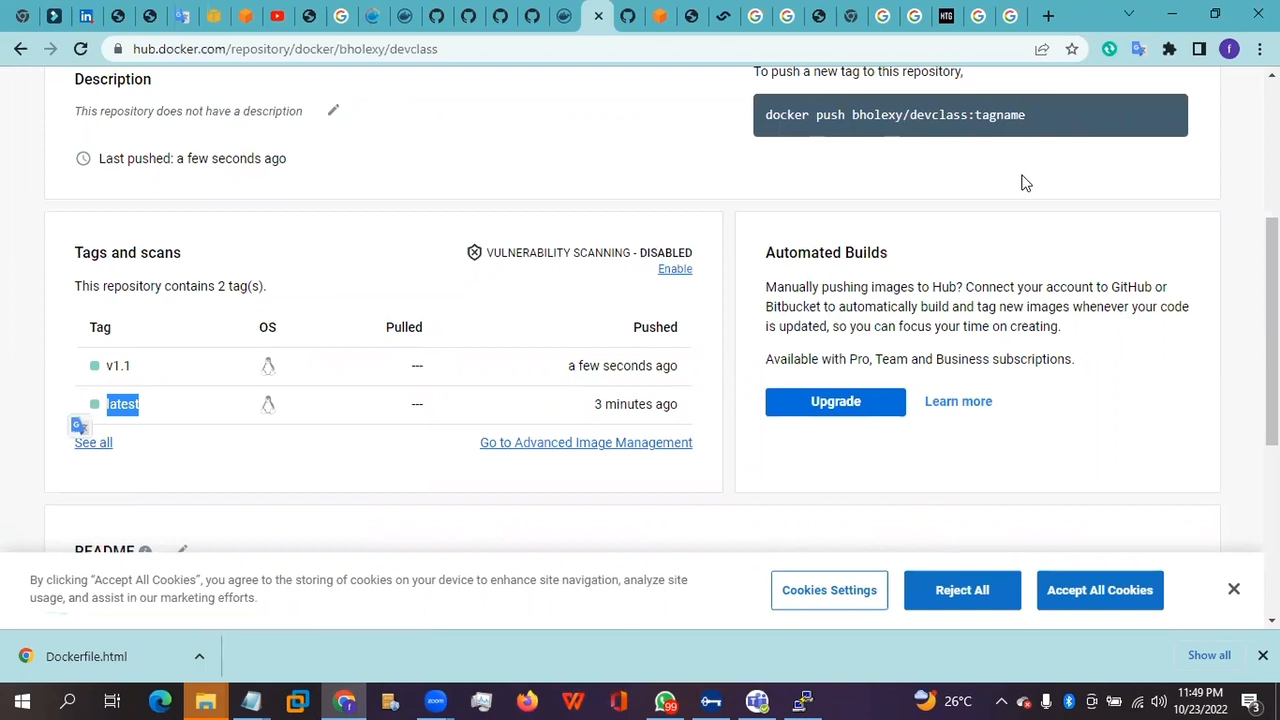 hub.docker.com/repository/docker/bholexy/devclass
f
Description
To push a new tag to this repository,
This repository does not have a description
docker push bholexy/devclass:tagname
Last pushed: a few seconds ago
Tags and scans
VULNERABILITY SCANNING - DISABLED
Enable
This repository contains 2 tag(s).
Tag OS Pulled Pushed
v1.1 --- a few seconds ago
latest --- 3 minutes ago
See all
Go to Advanced Image Management
Automated Builds
Manually pushing images to Hub? Connect your account to GitHub or
Bitbucket to automatically build and tag new images whenever your code
is updated, so you can focus your time on creating.
Available with Pro, Team and Business subscriptions.
Upgrade Learn more
README
By clicking “Accept All Cookies”, you agree to the storing of cookies on your device to enhance site navigation, analyze site
usage, and assist in our marketing efforts.
Cookies Settings
Reject All
Accept All Cookies
Dockerfile.html
Show all
zoom
99
26°C
11:49 PM
10/23/2022
3